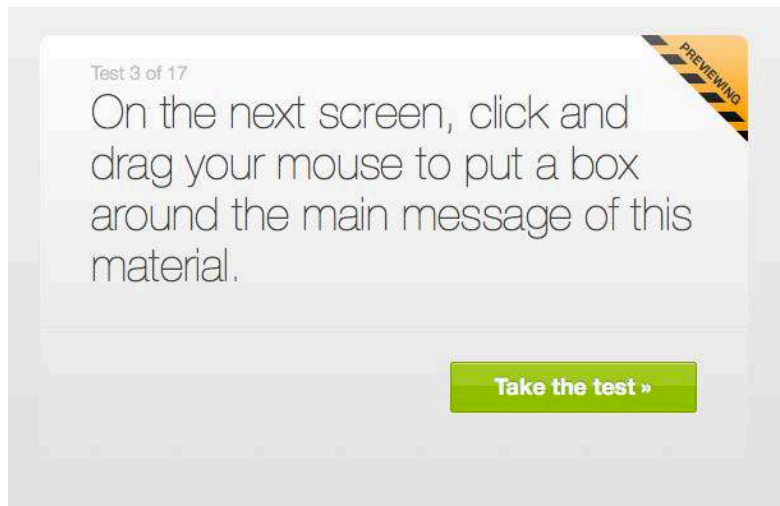 Test 3 of 17
On the next screen, click and
drag your mouse to put a box
around the main message of this
material.
PREVIEWING
Take the test »